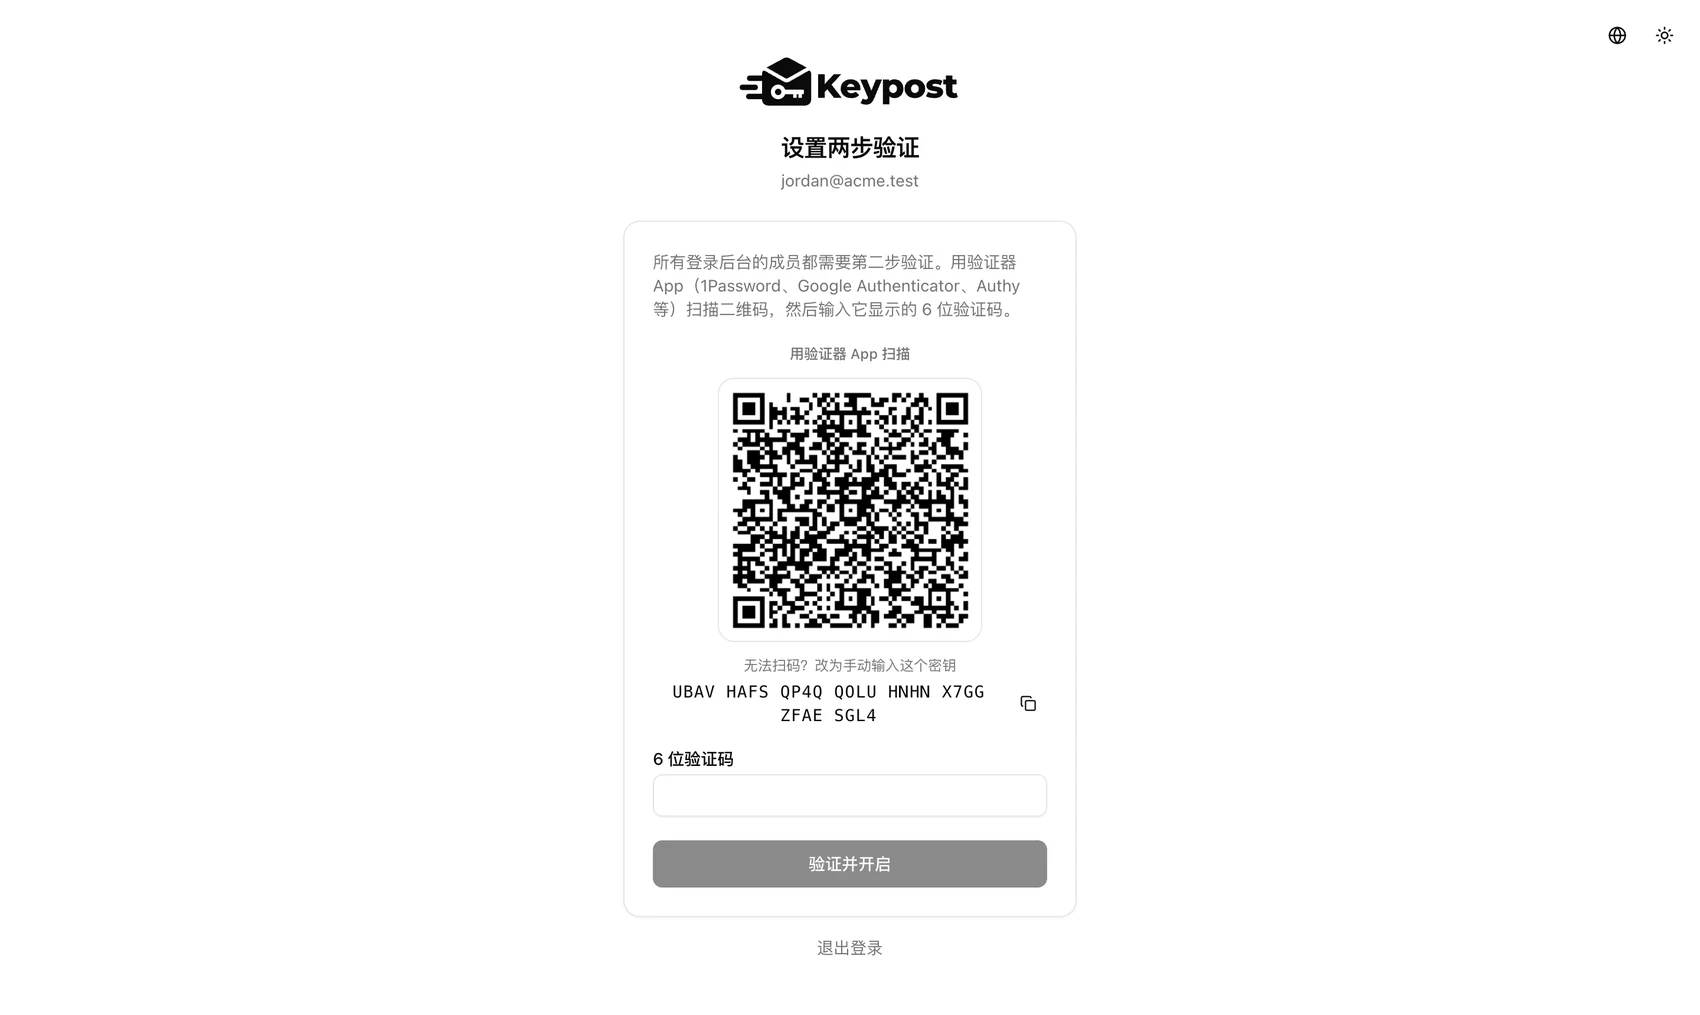 Keypost
设置两步验证
jordan@acme.test
所有登录后台的成员都需要第二步验证。用验证器
App（1Password、Google Authenticator、Authy
等）扫描二维码，然后输入它显示的 6 位验证码。
用验证器 App 扫描
无法扫码？改为手动输入这个密钥
UBAV HAFS QP4Q QOLU HNHN X7GG
ZFAE SGL4
6 位验证码
验证并开启
退出登录